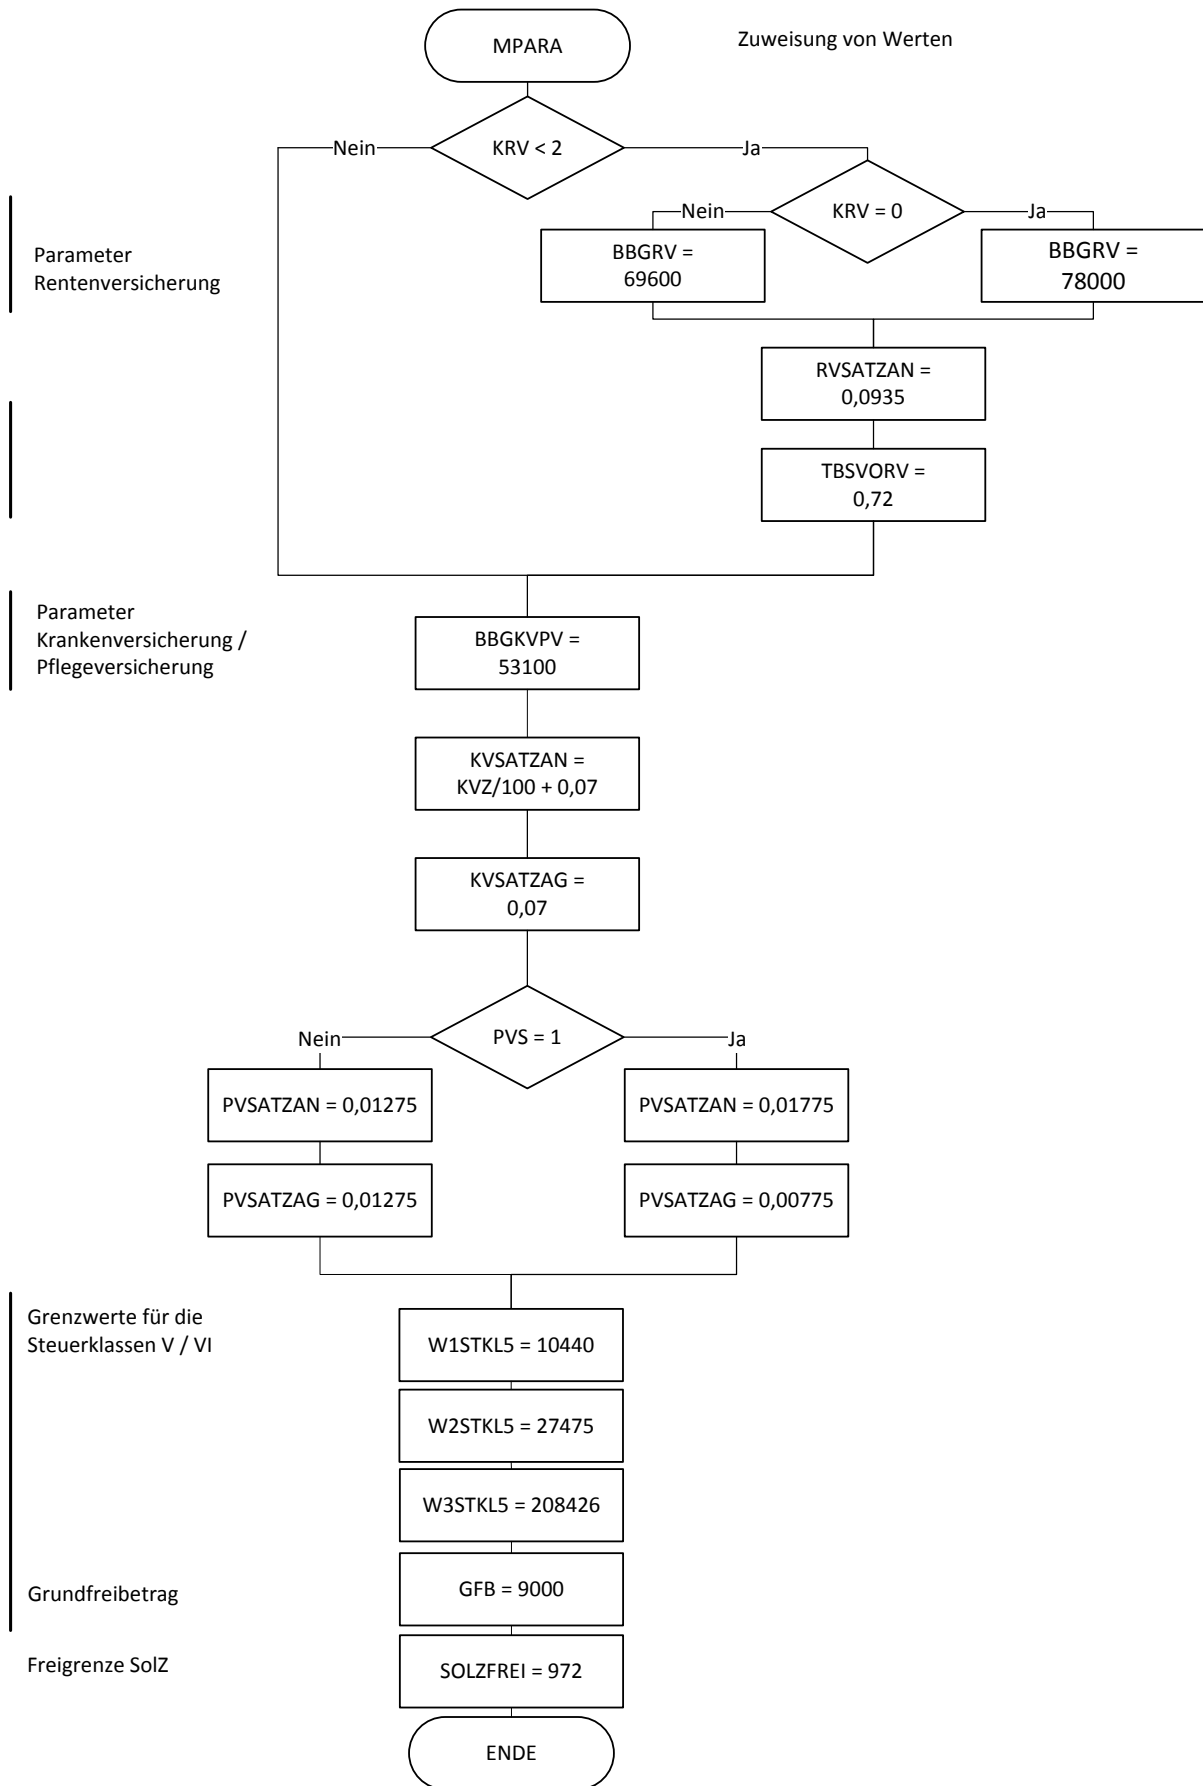 MPARA
Zuweisung von Werten
Nein
KRV < 2
Ja
Nein
KRV = 0
Ja
Parameter
Rentenversicherung
BBGRV =
69600
BBGRV =
78000
RVSATZAN =
0,0935
TBSVORV =
0,72
Parameter
Krankenversicherung /
Pflegeversicherung
BBGKVPV =
53100
KVSATZAN =
KVZ/100 + 0,07
KVSATZAG =
0,07
Nein
PVS = 1
Ja
PVSATZAN = 0,01275
PVSATZAN = 0,01775
PVSATZAG = 0,01275
PVSATZAG = 0,00775
Grenzwerte für die
Steuerklassen V / VI
W1STKL5 = 10440
W2STKL5 = 27475
W3STKL5 = 208426
Grundfreibetrag
GFB = 9000
Freigrenze SolZ
SOLZFREI = 972
ENDE